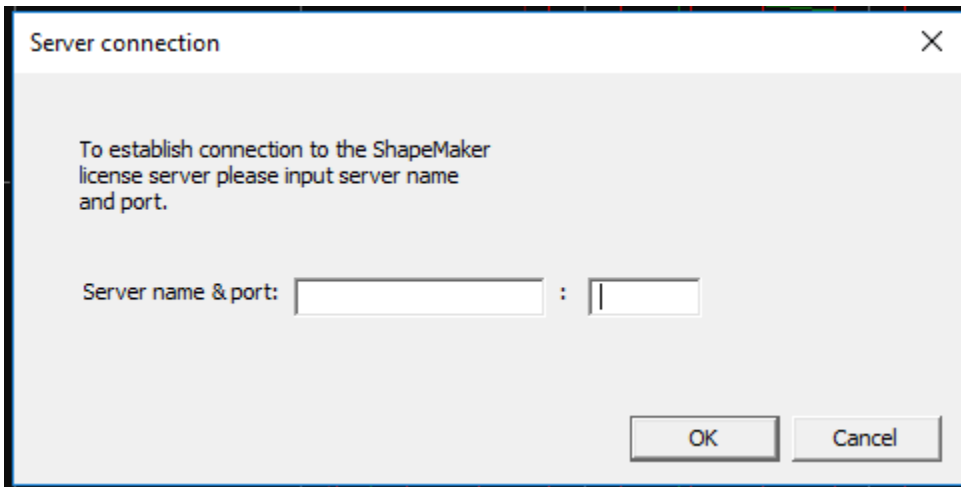 Server connection
To establish connection to the ShapeMaker
license server please input server name
and port.
Server name & port: :
OK Cancel